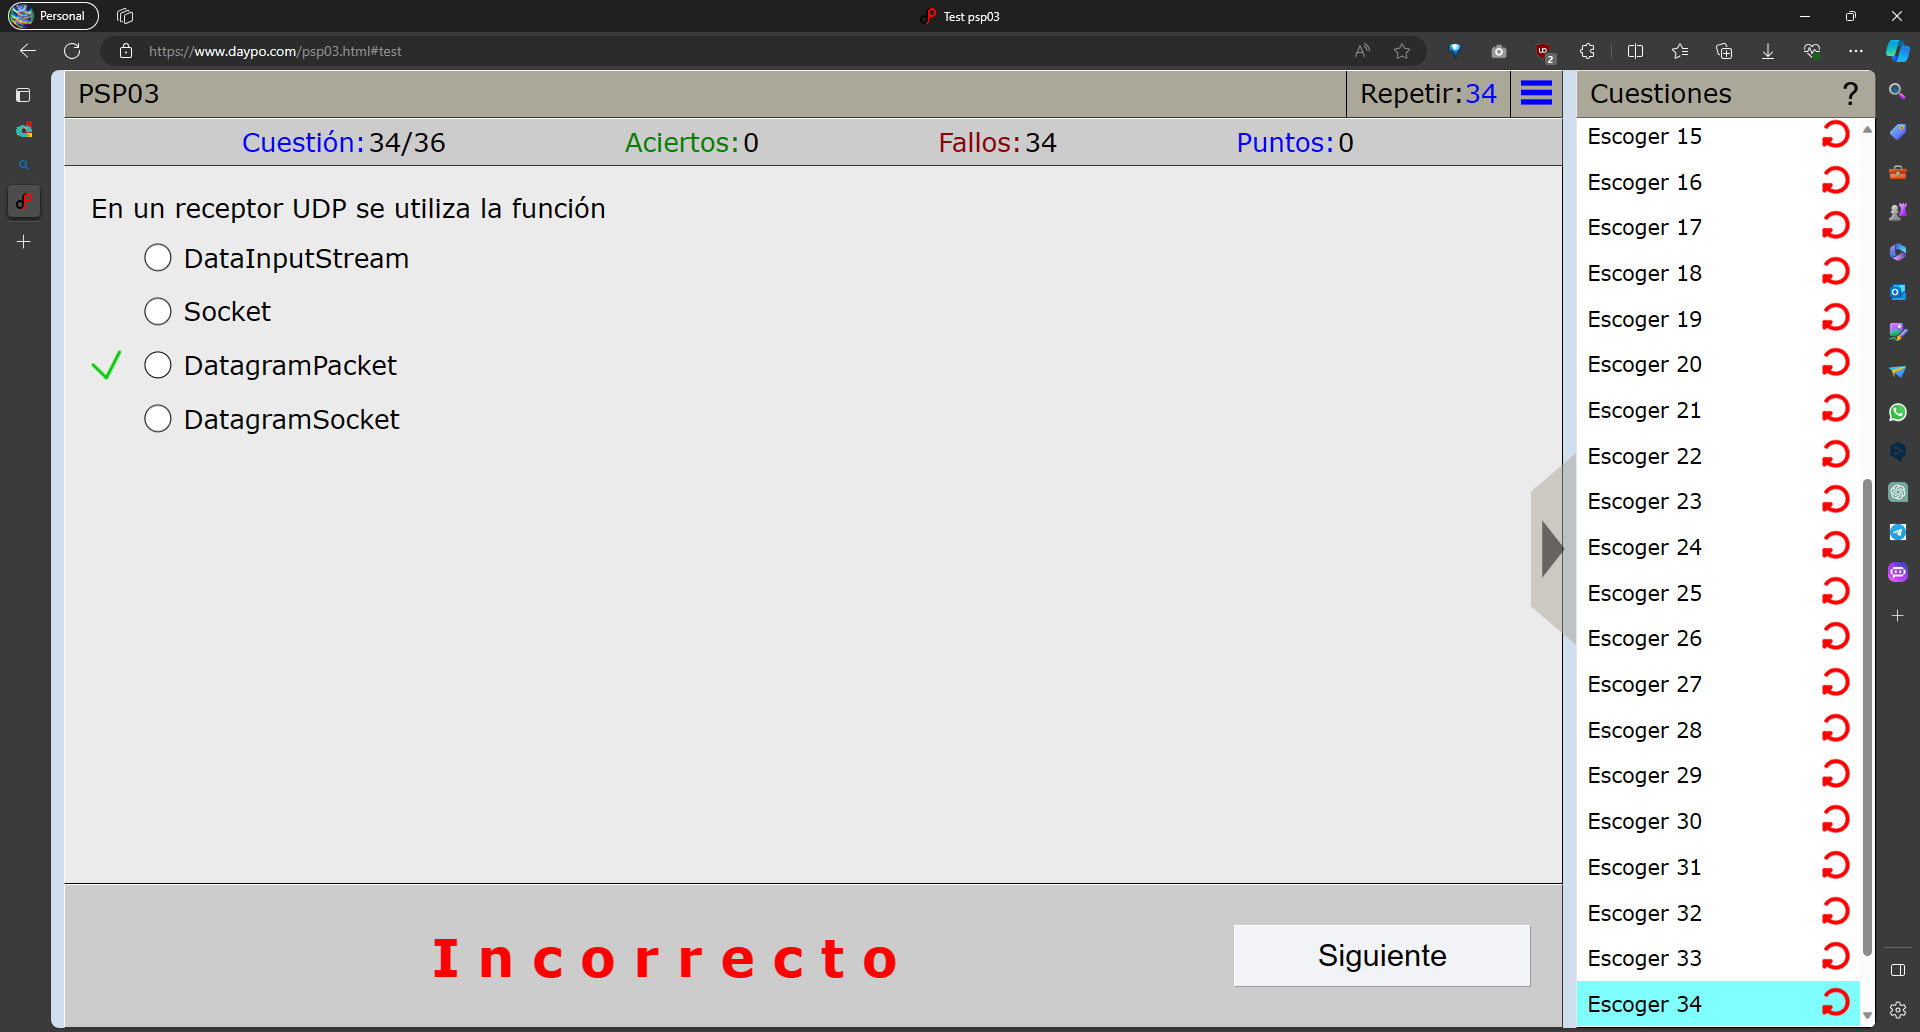 Personal
Test psp03
https://www.daypo.com/psp03.html#test
2
PSP03
Repetir:34
Cuestiones
?
Cuestión:34/36
Aciertos:0
Fallos:34
Puntos:0
En un receptor UDP se utiliza la función
DataInputStream
Socket
DatagramPacket
DatagramSocket
Incorrecto
Siguiente
Escoger 15
Escoger 16
Escoger 17
Escoger 18
Escoger 19
Escoger 20
Escoger 21
Escoger 22
Escoger 23
Escoger 24
Escoger 25
Escoger 26
Escoger 27
Escoger 28
Escoger 29
Escoger 30
Escoger 31
Escoger 32
Escoger 33
Escoger 34